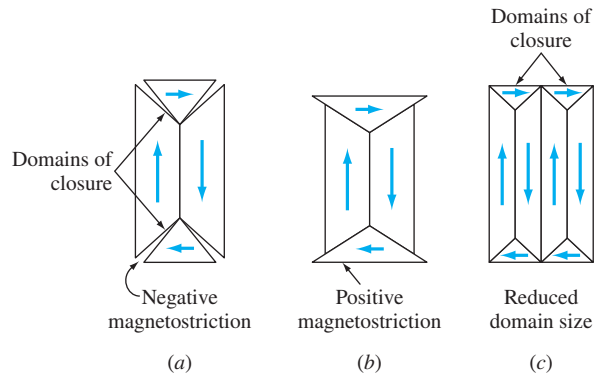 Domains of
closure
Domains of
closure
Negative
magnetostriction
Positive
magnetostriction
Reduced
domain size
(a)
(b)
(c)